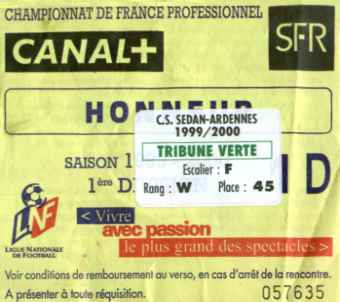 CHAMPIONNAT DE FRANCE PROFESSIONNEL
CANAL+
SFR
HONNEUR
C.S. SEDAN-ARDENNES
1999/2000
TRIBUNE VERTE
Escalier : F
Rang : W Place : 45
SAISON 1
1ère D
D
LNF
LIGUE NATIONALE
DE FOOTBALL
< Vivre
avec passion
le plus grand des spectacles >
Voir conditions de remboursement au verso, en cas d'arrêt de la rencontre.
A présenter à toute réquisition.
057635